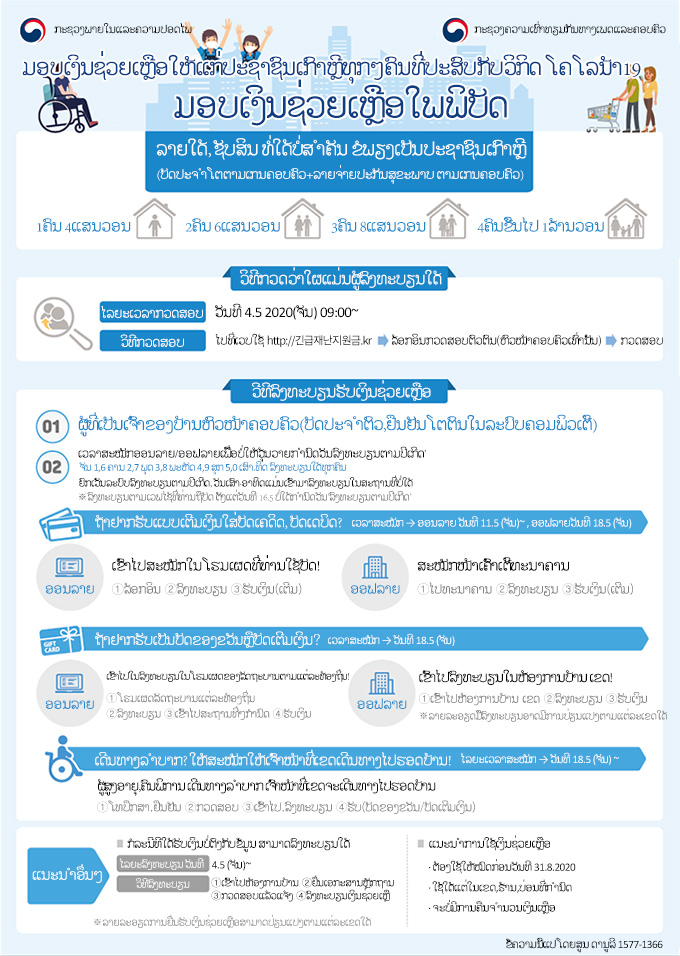 ກະຊວງພາຍໃນແລະຄວາມປອດໄພ
ກະຊວງຄວາມເທົ່າທຽມກັນທາງເພດແລະຄອບຄົວ
ມອບເງິນຊ່ວຍເຫຼືອໃຫ້ແກ່ປະຊາຊົນເກົາຫຼີທຸກໆຄົນທີ່ປະສົບກັບວິກິດ ໂຄໂລນ້າ19
ມອບເງິນຊ່ວຍເຫຼືອໄພພິບັດ
ລາຍໄດ້, ຊັບສິນ ທີ່ໃດ້ບໍ່ສຳຄັນ ຂໍພຽງເປັນປະຊາຊົນເກົາຫຼີ
(ບັດປະຈຳໂຕຕາມເກນຄອບຄົວ+ລາຍຈ່າຍປະກັນສຸຂະພາບ ຕາມເກນຄອບຄົວ)
1ຄົນ 4ແສນວອນ
2ຄົນ 6ແສນວອນ
3ຄົນ 8ແສນວອນ
4ຄົນຂຶ້ນໄປ 1ລ້ານວອນ
ວິທີກວດວ່າໃຜແມ່ນຜູ້ລົງທະບຽນໄດ້
ໄລຍະເວລາກວດສອບ ວັນທີ 4.5 2020(ຈັນ) 09:00~
ວິທີກວດສອບ ໄປທີ່ເວບໃຊ້ http://긴급재난지원금.kr ➡ ລ໊ອກອິນກວດສອບຕົວຕົນ(ຫົວໜ້າຄອບຄົວເທົ່ານັ້ນ) ➡ ກວດສອບ
ວິທີລົງທະບຽນຮັບເງິນຊ່ວຍເຫຼືອ
01 ຜູ້ທີ່ເປັນເຈົ້າຂອງບ້ານຫົວໜ້າຄອບຄົວ(ບັດປະຈຳຕົວ,ຢືນຢັນໂຕຕົນໃນລະບົບຄອມພິວເຕີ້)
02 ເວລາສະໝັກອອນລາຍ/ອອຟລາຍເພື່ອບໍ່ໃຫ້ວຸ້ນວາຍກຳນົດວັນລົງທະບຽນຕາມປີເກີດ
ຈັນ 1,6 ຄານ 2,7 ພຸດ 3,8 ພະຫັດ 4,9 ສຸກ 5,0 ເສົາ,ທິດ ລົງທະບຽນໄດ້ທຸກຄົນ
ຍົກເວັ້ນລະບົບລົງທະບຽນຕາມປີເກີດ,ວັນເສົາ-ອາທິດແມ່ນເຂົ້າມາລົງທະບຽນໃນສະຖານທີ່ບໍ່ໄດ້
※ລົງທະບຽນຕາມເວບໄຊ້ທີ່ທ່ານຖືບັດ ຕັ້ງແຕ່ວັນທີ 16.5 ບໍ່ໄດ້ກຳນົດວັນ ລົງທະບຽນຕາມປີເກີດ
ຖ້າຢາກຮັບແບບເຕີມເງິນໃສ່ບັດເຄດິດ, ບັດເດບິດ? ເວລາສະໝັກ → ອອນລາຍ ວັນທີ 11.5 (ຈັນ)~ , ອອຟລາຍວັນທີ 18.5 (ຈັນ)
ອອນລາຍ
ເຂົ້າໄປສະໝັກໃນໂຮມເພດທີ່ທ່ານໃຊ້ບັດ!
①ລ໊ອກອິນ ②ລົງທະບຽນ ③ຮັບເງິນ(ເຕີມ)
ອອຟລາຍ
ສະໝັກໜ້າເຄົ້າເຕີ້ທະນາຄານ
①ໄປທະນາຄານ ②ລົງທະບຽນ ③ຮັບເງິນ(ເຕີມ)
GIFT CARD
ຖ້າຢາກຮັບເປັນບັດຂອງຂວັນຫຼືບັດເຕີມເງິນ? ເວລາສະໝັກ → ວັນທີ 18.5 (ຈັນ)
ອອນລາຍ
ເຂົ້າໄປໃນລົງທະບຽນໃນໂຮມເພດຂອງລັດຖະບານຕາມແຕ່ລະທ້ອງຖິ່ນ!
①ໂຮມເພດລັດຖະບານແຕ່ລະທ້ອງຖິ່ນ
②ລົງທະບຽນ ③ເຂົ້າໄປສະຖານທີ່ໆກຳນົດ ④ຮັບເງິນ
ອອຟລາຍ
ເຂົ້າໄປລົງທະບຽນໃນຫ້ອງການບ້ານ ເຂດ!
①ເຂົ້າໄປຫ້ອງການບ້ານ ເຂດ ②ລົງທະບຽນ ③ຮັບເງິນ
※ລາຍລະອຽດມື້ລົງທະບຽນອາດມີການປ່ຽນແປງຕາມແຕ່ລະເຂດໄດ້
ເດີນທາງລຳບາກ? ໃຫ້ສະໝັກໃຫ້ເຈົ້າໜ້າທີ່ເຂດເດີນທາງໄປຮອດບ້ານ! ໄລຍະເວລາສະໝັກ → ວັນທີ 18.5 (ຈັນ) ~
ຜູ້ສູງອາຍຸ,ຄົນພິການ ເດີນທາງລຳບາກ ເຈົ້າໜ້າທີ່ເຂດຈະເດີນທາງໄປຮອດບ້ານ
①ໂທປຶກສາ,ຢືນຢັນ ②ກວດສອບ ③ເຂົ້າໄປ,ລົງທະບຽນ ④ຮັບ(ບັດຂອງຂວັນ/ບັດເຕີມເງິນ)
ແນະນຳອື່ນໆ
■ ກໍລະນີທີ່ໄດ້ຮັບເງິນບໍ່ຕົງກັບຂໍ້ມູນ ສາມາດລົງທະບຽນໄດ້
ໄລຍະລົງທະບຽນ ວັນທີ 4.5 (ຈັນ)~
ວິທີລົງທະບຽນ ①ເຂົ້າໄປຫ້ອງການບ້ານ ②ຍື່ນເອກະສານຫຼັກຖານ
③ກວດສອບແລ້ວແຈ້ງ ④ລົງທະບຽນເງິນຊ່ວຍເຫຼື
※ລາຍລະອຽດການຍື່ນຮັບເງິນຊ່ວຍເຫຼືອສາມາດປ່ຽນແປງຕາມແຕ່ລະເຂດໄດ້
■ ແນະນຳການໃຊ້ເງິນຊ່ວຍເຫຼືອ
· ຕ້ອງໃຊ້ໃຫ້ໝົດກ່ອນວັນທີ 31.8.2020
· ໃຊ້ໄດ້ແຕ່ໃນເຂດ,ຮ້ານ,ບ່ອນທີ່ກຳນົດ
· ຈະບໍ່ມີການຄືນຈຳນວນເງິນເຫຼືອ
ຂໍ້ຄວາມນີ້ແປໂດຍສູນ ດານູລິ 1577-1366